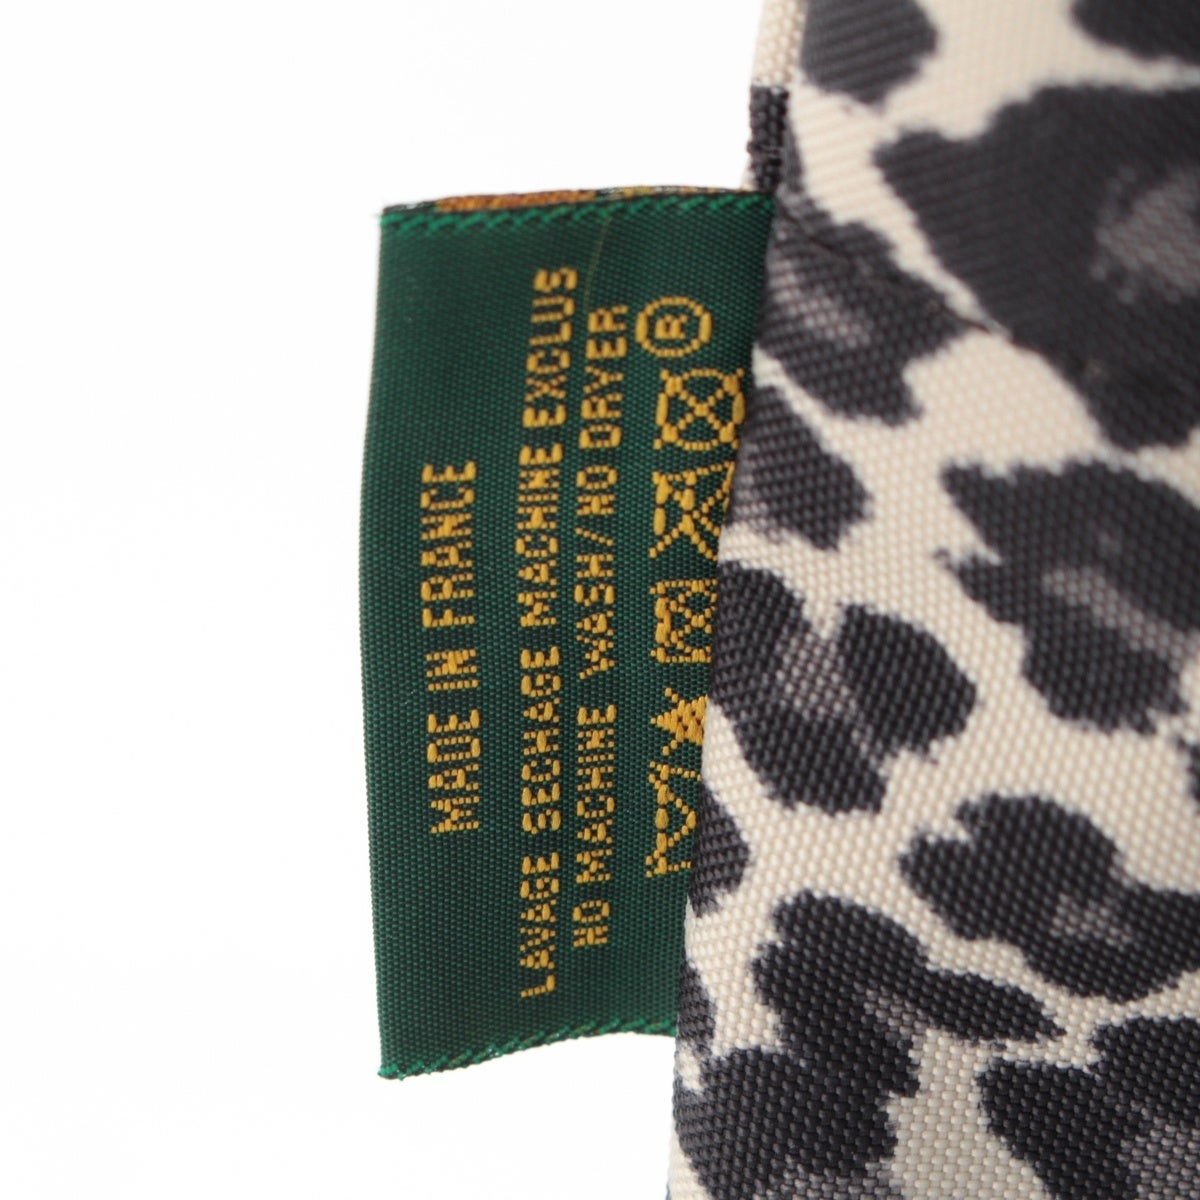 MADE IN FRANCE
LAVAGE SECHAGE MACHINE EXCLUS
NO MACHINE WASH/NO DRYER
®